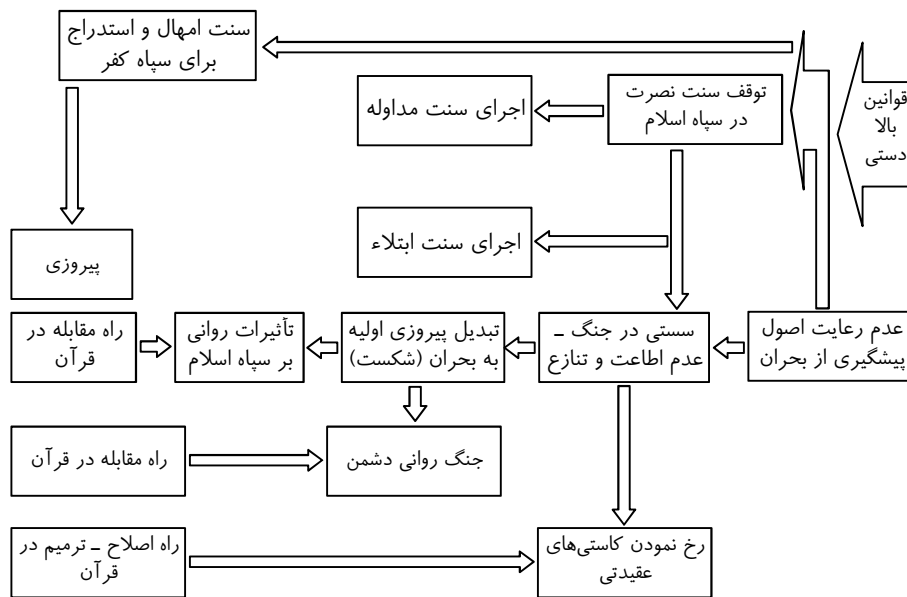 سنت امهال و استدراج
برای سپاه کفر
قوانین
بالا
دستی
توقف سنت نصرت
در سپاه اسلام
اجرای سنت مداوله
اجرای سنت ابتلاء
پیروزی
عدم رعایت اصول
پیشگیری از بحران
سستی در جنگ ـ
عدم اطاعت و تنازع
تبدیل پیروزی اولیه
به بحران (شکست)
تأثیرات روانی
بر سپاه اسلام
راه مقابله در
قرآن
جنگ روانی دشمن
راه مقابله در قرآن
رخ نمودن کاستی‌های
عقیدتی
راه اصلاح ـ ترمیم در
قرآن